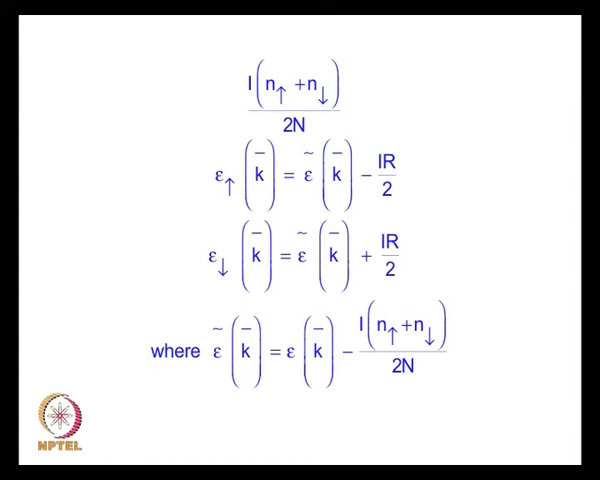 I(n↑ +n↓)
2N
ε↑ (k̄) = ε̃ (k̄) − IR/2
ε↓ (k̄) = ε̃ (k̄) + IR/2
where ε̃ (k̄) = ε (k̄) − I(n↑+n↓)/2N
NPTEL